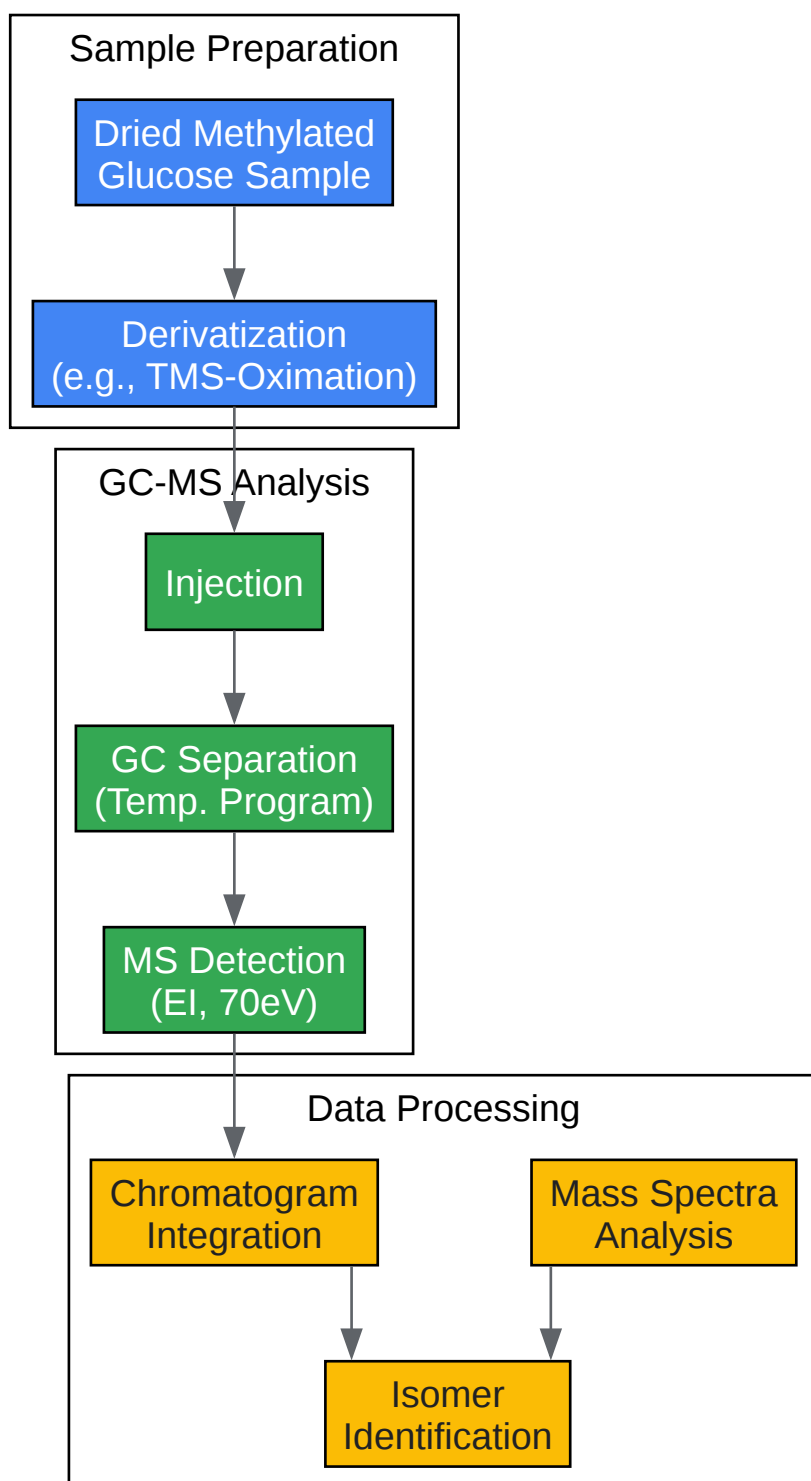 Sample Preparation
Dried Methylated
Glucose Sample
Derivatization
(e.g., TMS-Oximation)
GC-MS Analysis
Injection
GC Separation
(Temp. Program)
MS Detection
(EI, 70eV)
Data Processing
Chromatogram
Integration
Mass Spectra
Analysis
Isomer
Identification